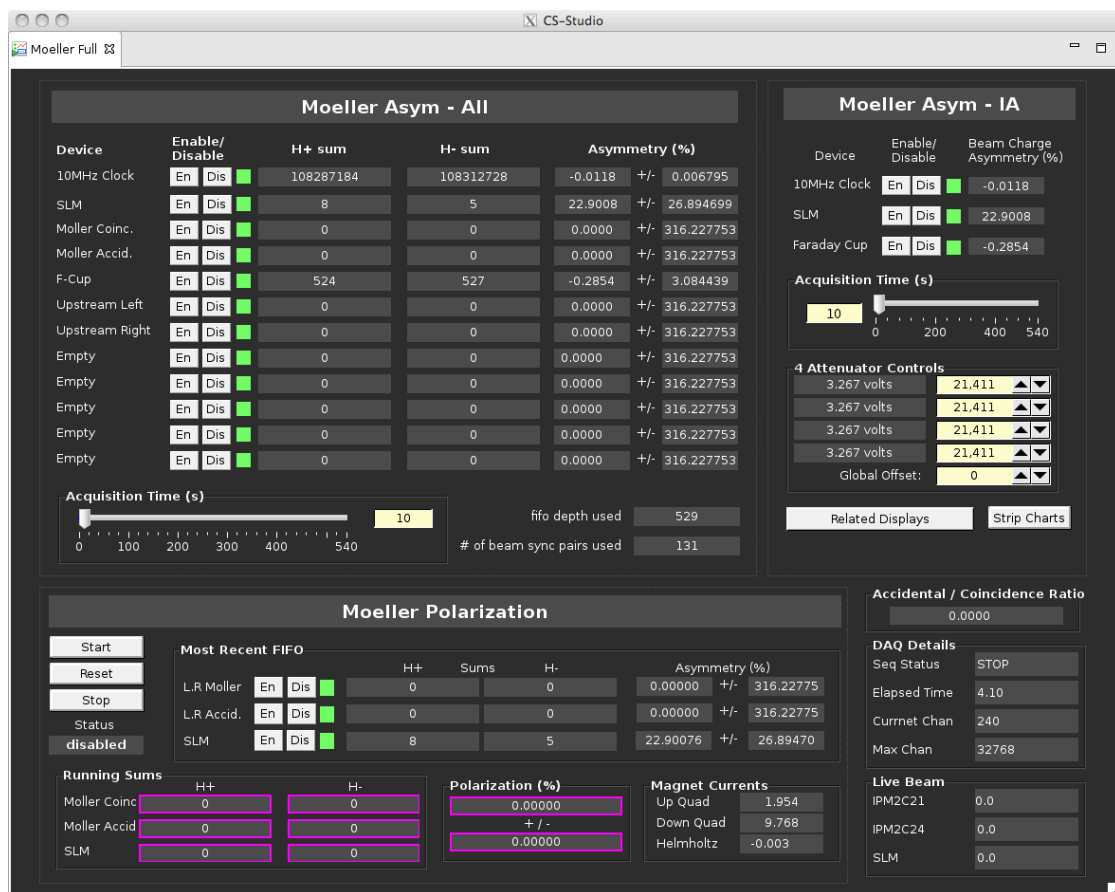 CS-Studio
Moeller Full
Moeller Asym - All
Device Enable/ Disable H+ sum H- sum Asymmetry (%)
10MHz Clock En Dis 108287184 108312728 -0.0118 +/- 0.006795
SLM En Dis 8 5 22.9008 +/- 26.894699
Moller Coinc. En Dis 0 0 0.0000 +/- 316.227753
Moller Accid. En Dis 0 0 0.0000 +/- 316.227753
F-Cup En Dis 524 527 -0.2854 +/- 3.084439
Upstream Left En Dis 0 0 0.0000 +/- 316.227753
Upstream Right En Dis 0 0 0.0000 +/- 316.227753
Empty En Dis 0 0 0.0000 +/- 316.227753
Empty En Dis 0 0 0.0000 +/- 316.227753
Empty En Dis 0 0 0.0000 +/- 316.227753
Empty En Dis 0 0 0.0000 +/- 316.227753
Empty En Dis 0 0 0.0000 +/- 316.227753
Acquisition Time (s)
10
0 100 200 300 400 540
fifo depth used 529
# of beam sync pairs used 131
Moeller Asym - IA
Device Enable/ Disable Beam Charge Asymmetry (%)
10MHz Clock En Dis -0.0118
SLM En Dis 22.9008
Faraday Cup En Dis -0.2854
Acquisition Time (s)
10
0 200 400 540
4 Attenuator Controls
3.267 volts 21,411
3.267 volts 21,411
3.267 volts 21,411
3.267 volts 21,411
Global Offset: 0
Related Displays Strip Charts
Moeller Polarization
Start
Reset
Stop
Status
disabled
Most Recent FIFO
H+ Sums H- Asymmetry (%)
L.R Moller En Dis 0 0 0.00000 +/- 316.22775
L.R Accid. En Dis 0 0 0.00000 +/- 316.22775
SLM En Dis 8 5 22.90076 +/- 26.89470
Running Sums
H+ H-
Moller Coinc 0 0
Moller Accid 0 0
SLM 0 0
Polarization (%)
0.00000
+ / -
0.00000
Magnet Currents
Up Quad 1.954
Down Quad 9.768
Helmholtz -0.003
Accidental / Coincidence Ratio
0.0000
DAQ Details
Seq Status STOP
Elapsed Time 4.10
Currnet Chan 240
Max Chan 32768
Live Beam
IPM2C21 0.0
IPM2C24 0.0
SLM 0.0